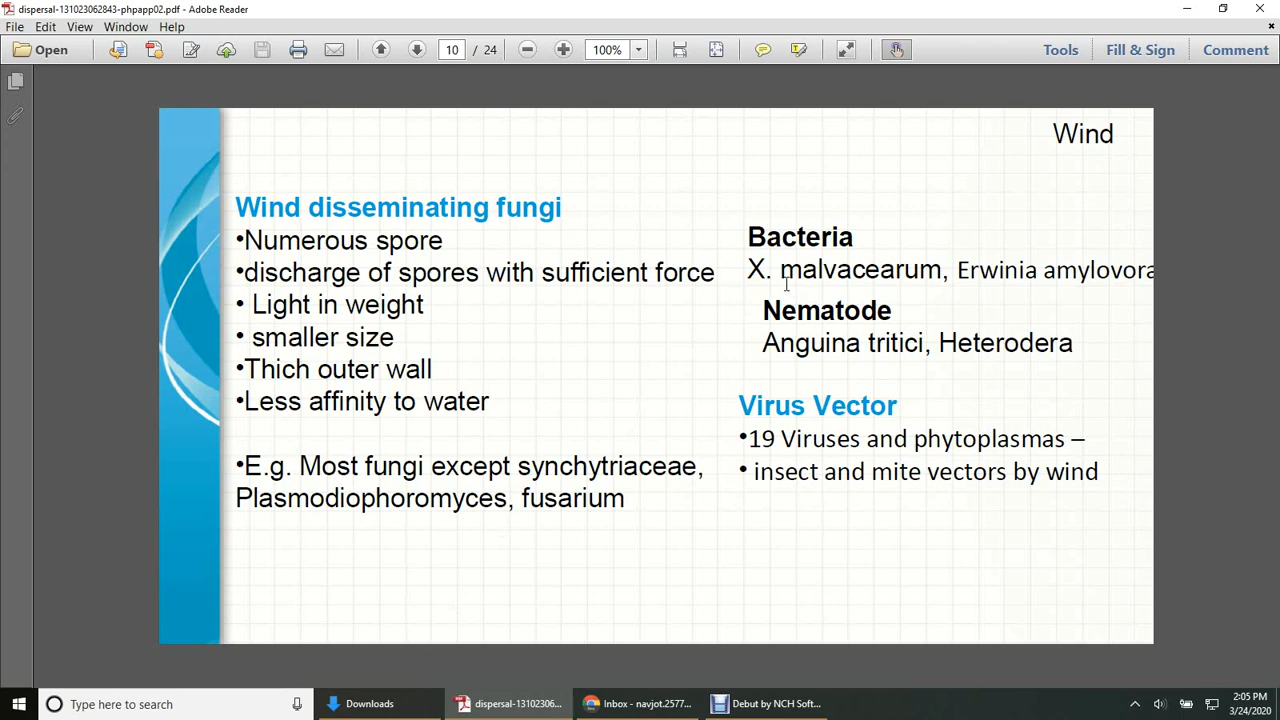 dispersal-131023062843-phpapp02.pdf - Adobe Reader
File Edit View Window Help
Open 10 / 24 100% Tools Fill & Sign Comment
Wind
Wind disseminating fungi
•Numerous spore
•discharge of spores with sufficient force
• Light in weight
• smaller size
•Thich outer wall
•Less affinity to water
•E.g. Most fungi except synchytriaceae,
Plasmodiophoromyces, fusarium
Bacteria
X. malvacearum, Erwinia amylovora
Nematode
Anguina tritici, Heterodera
Virus Vector
•19 Viruses and phytoplasmas –
• insect and mite vectors by wind
Type here to search
Downloads
dispersal-13102306...
Inbox - navjot.2577...
Debut by NCH Soft...
2:05 PM
3/24/2020